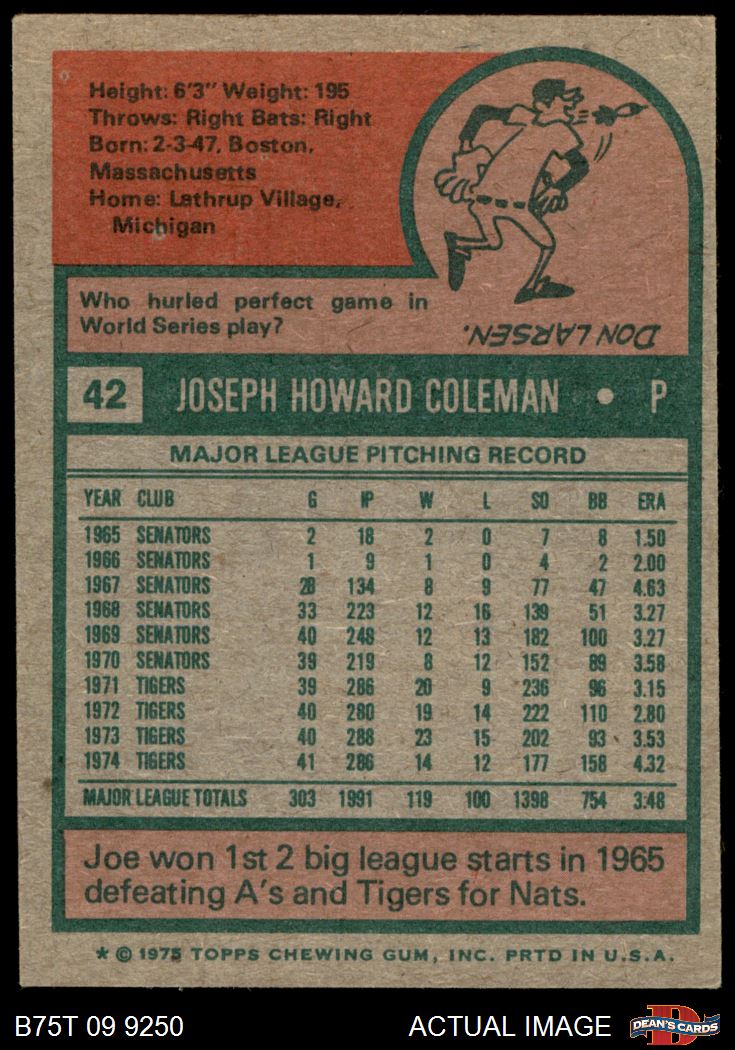 Height: 6'3" Weight: 195
Throws: Right Bats: Right
Born: 2-3-47, Boston,
Massachusetts
Home: Lathrup Village,
Michigan
Who hurled perfect game in
World Series play?
DON LARSEN.
42 JOSEPH HOWARD COLEMAN • P
MAJOR LEAGUE PITCHING RECORD
YEAR CLUB G IP W L SO BB ERA
1965 SENATORS 2 18 2 0 7 8 1.50
1966 SENATORS 1 9 1 0 4 2 2.00
1967 SENATORS 28 134 8 9 77 47 4.63
1968 SENATORS 33 223 12 16 139 51 3.27
1969 SENATORS 40 248 12 13 182 100 3.27
1970 SENATORS 39 219 8 12 152 89 3.58
1971 TIGERS 39 286 20 9 236 96 3.15
1972 TIGERS 40 280 19 14 222 110 2.80
1973 TIGERS 40 288 23 15 202 93 3.53
1974 TIGERS 41 286 14 12 177 158 4.32
MAJOR LEAGUE TOTALS 303 1991 119 100 1398 754 3.48
Joe won 1st 2 big league starts in 1965
defeating A's and Tigers for Nats.
* © 1975 TOPPS CHEWING GUM, INC. PRTD IN U.S.A.
B75T 09 9250 ACTUAL IMAGE DEAN'S CARDS